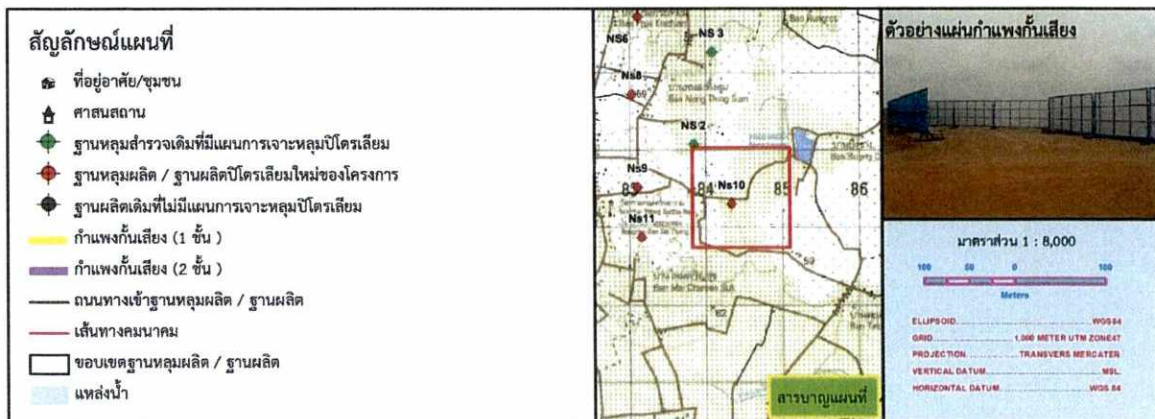 สัญลักษณ์แผนที่
ที่อยู่อาศัย/ชุมชน
ศาสนสถาน
ฐานหลุมสำรวจเดิมที่มีแผนการเจาะหลุมปิโตรเลียม
ฐานหลุมผลิต / ฐานผลิตปิโตรเลียมใหม่ของโครงการ
ฐานผลิตเดิมที่ไม่มีแผนการเจาะหลุมปิโตรเลียม
กำแพงกั้นเสียง (1 ชั้น )
กำแพงกั้นเสียง (2 ชั้น )
ถนนทางเข้าฐานหลุมผลิต / ฐานผลิต
เส้นทางคมนาคม
ขอบเขตฐานหลุมผลิต / ฐานผลิต
แหล่งน้ำ
NS6
NS 3
Ns8
59
Ban Nong Thing Sum
NS 2
Ns9
83
84
85
86
Ns10
Ns11
59
62
สารบาญแผนที่
ตัวอย่างแผ่นกำแพงกั้นเสียง
มาตราส่วน 1 : 8,000
100 50 0 100
Meters
ELLIPSOID WGS 84
GRID 1,000 METER UTM ZONE47
PROJECTION TRANSVERS MERCATER
VERTICAL DATUM MSL
HORIZONTAL DATUM WGS 84